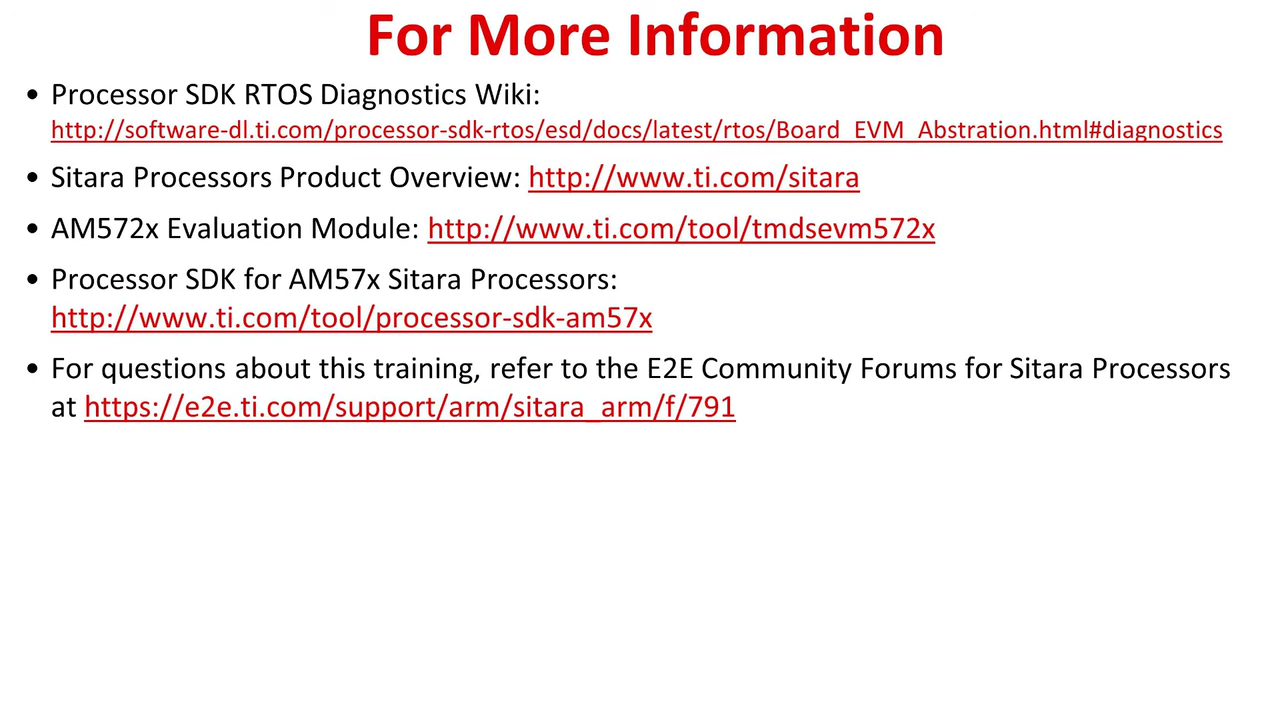 For More Information
• Processor SDK RTOS Diagnostics Wiki:
http://software-dl.ti.com/processor-sdk-rtos/esd/docs/latest/rtos/Board_EVM_Abstration.html#diagnostics
• Sitara Processors Product Overview: http://www.ti.com/sitara
• AM572x Evaluation Module: http://www.ti.com/tool/tmdsevm572x
• Processor SDK for AM57x Sitara Processors:
http://www.ti.com/tool/processor-sdk-am57x
• For questions about this training, refer to the E2E Community Forums for Sitara Processors
at https://e2e.ti.com/support/arm/sitara_arm/f/791